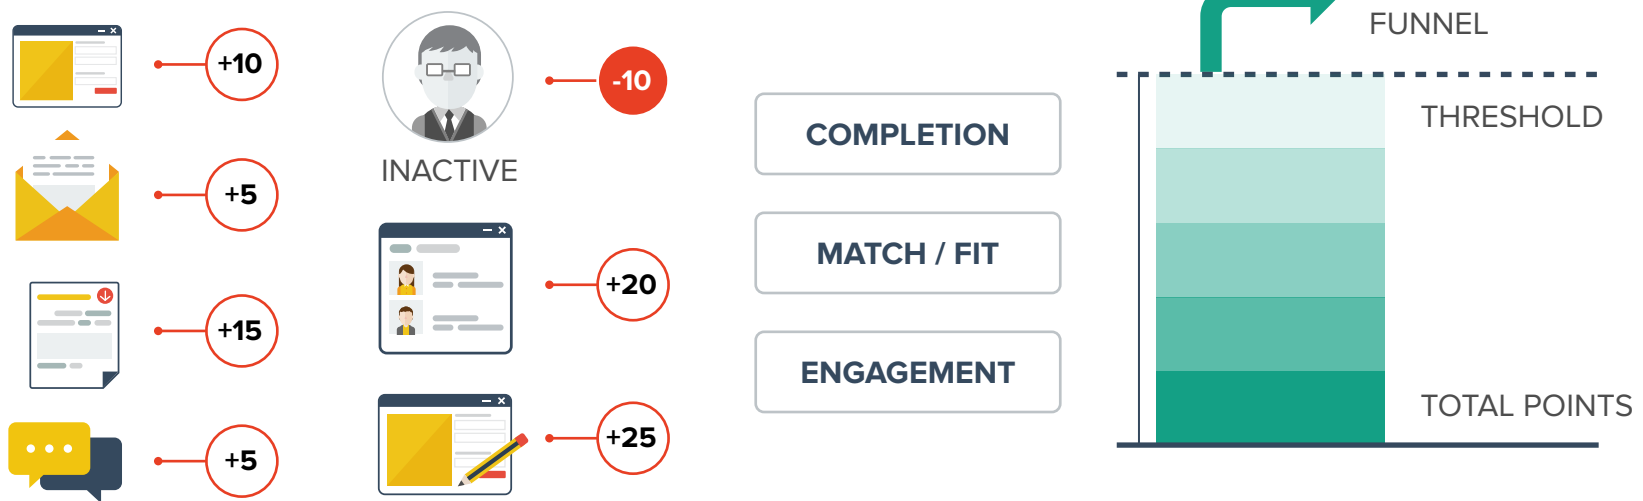 +10
+5
+15
+5
-10
INACTIVE
+20
+25
COMPLETION
MATCH / FIT
ENGAGEMENT
FUNNEL
THRESHOLD
TOTAL POINTS